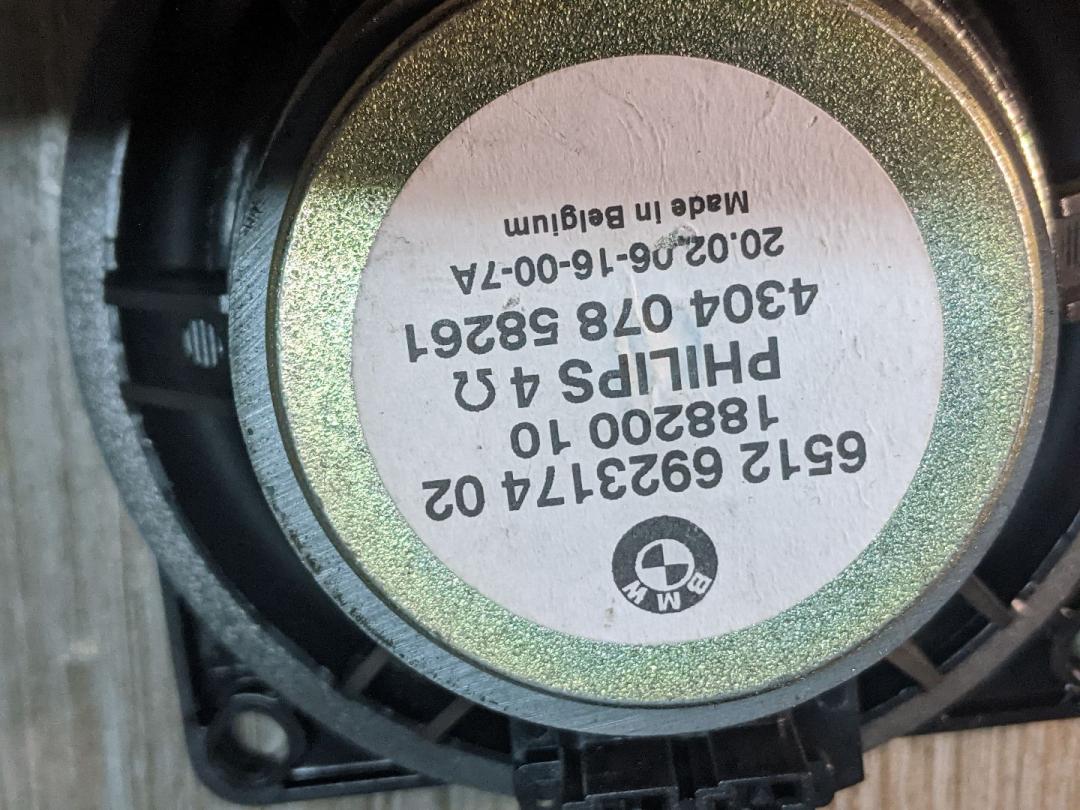 BMW
6512 6923174 02
188200 10
PHILIPS 4 Ω
4304 078 58261
20.02.06-16-00-7A
Made in Belgium